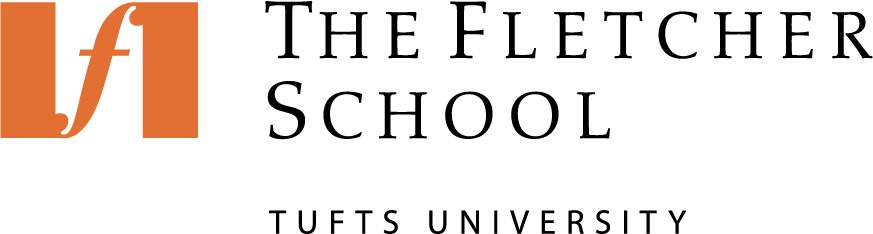 f
THE FLETCHER
SCHOOL
TUFTS UNIVERSITY